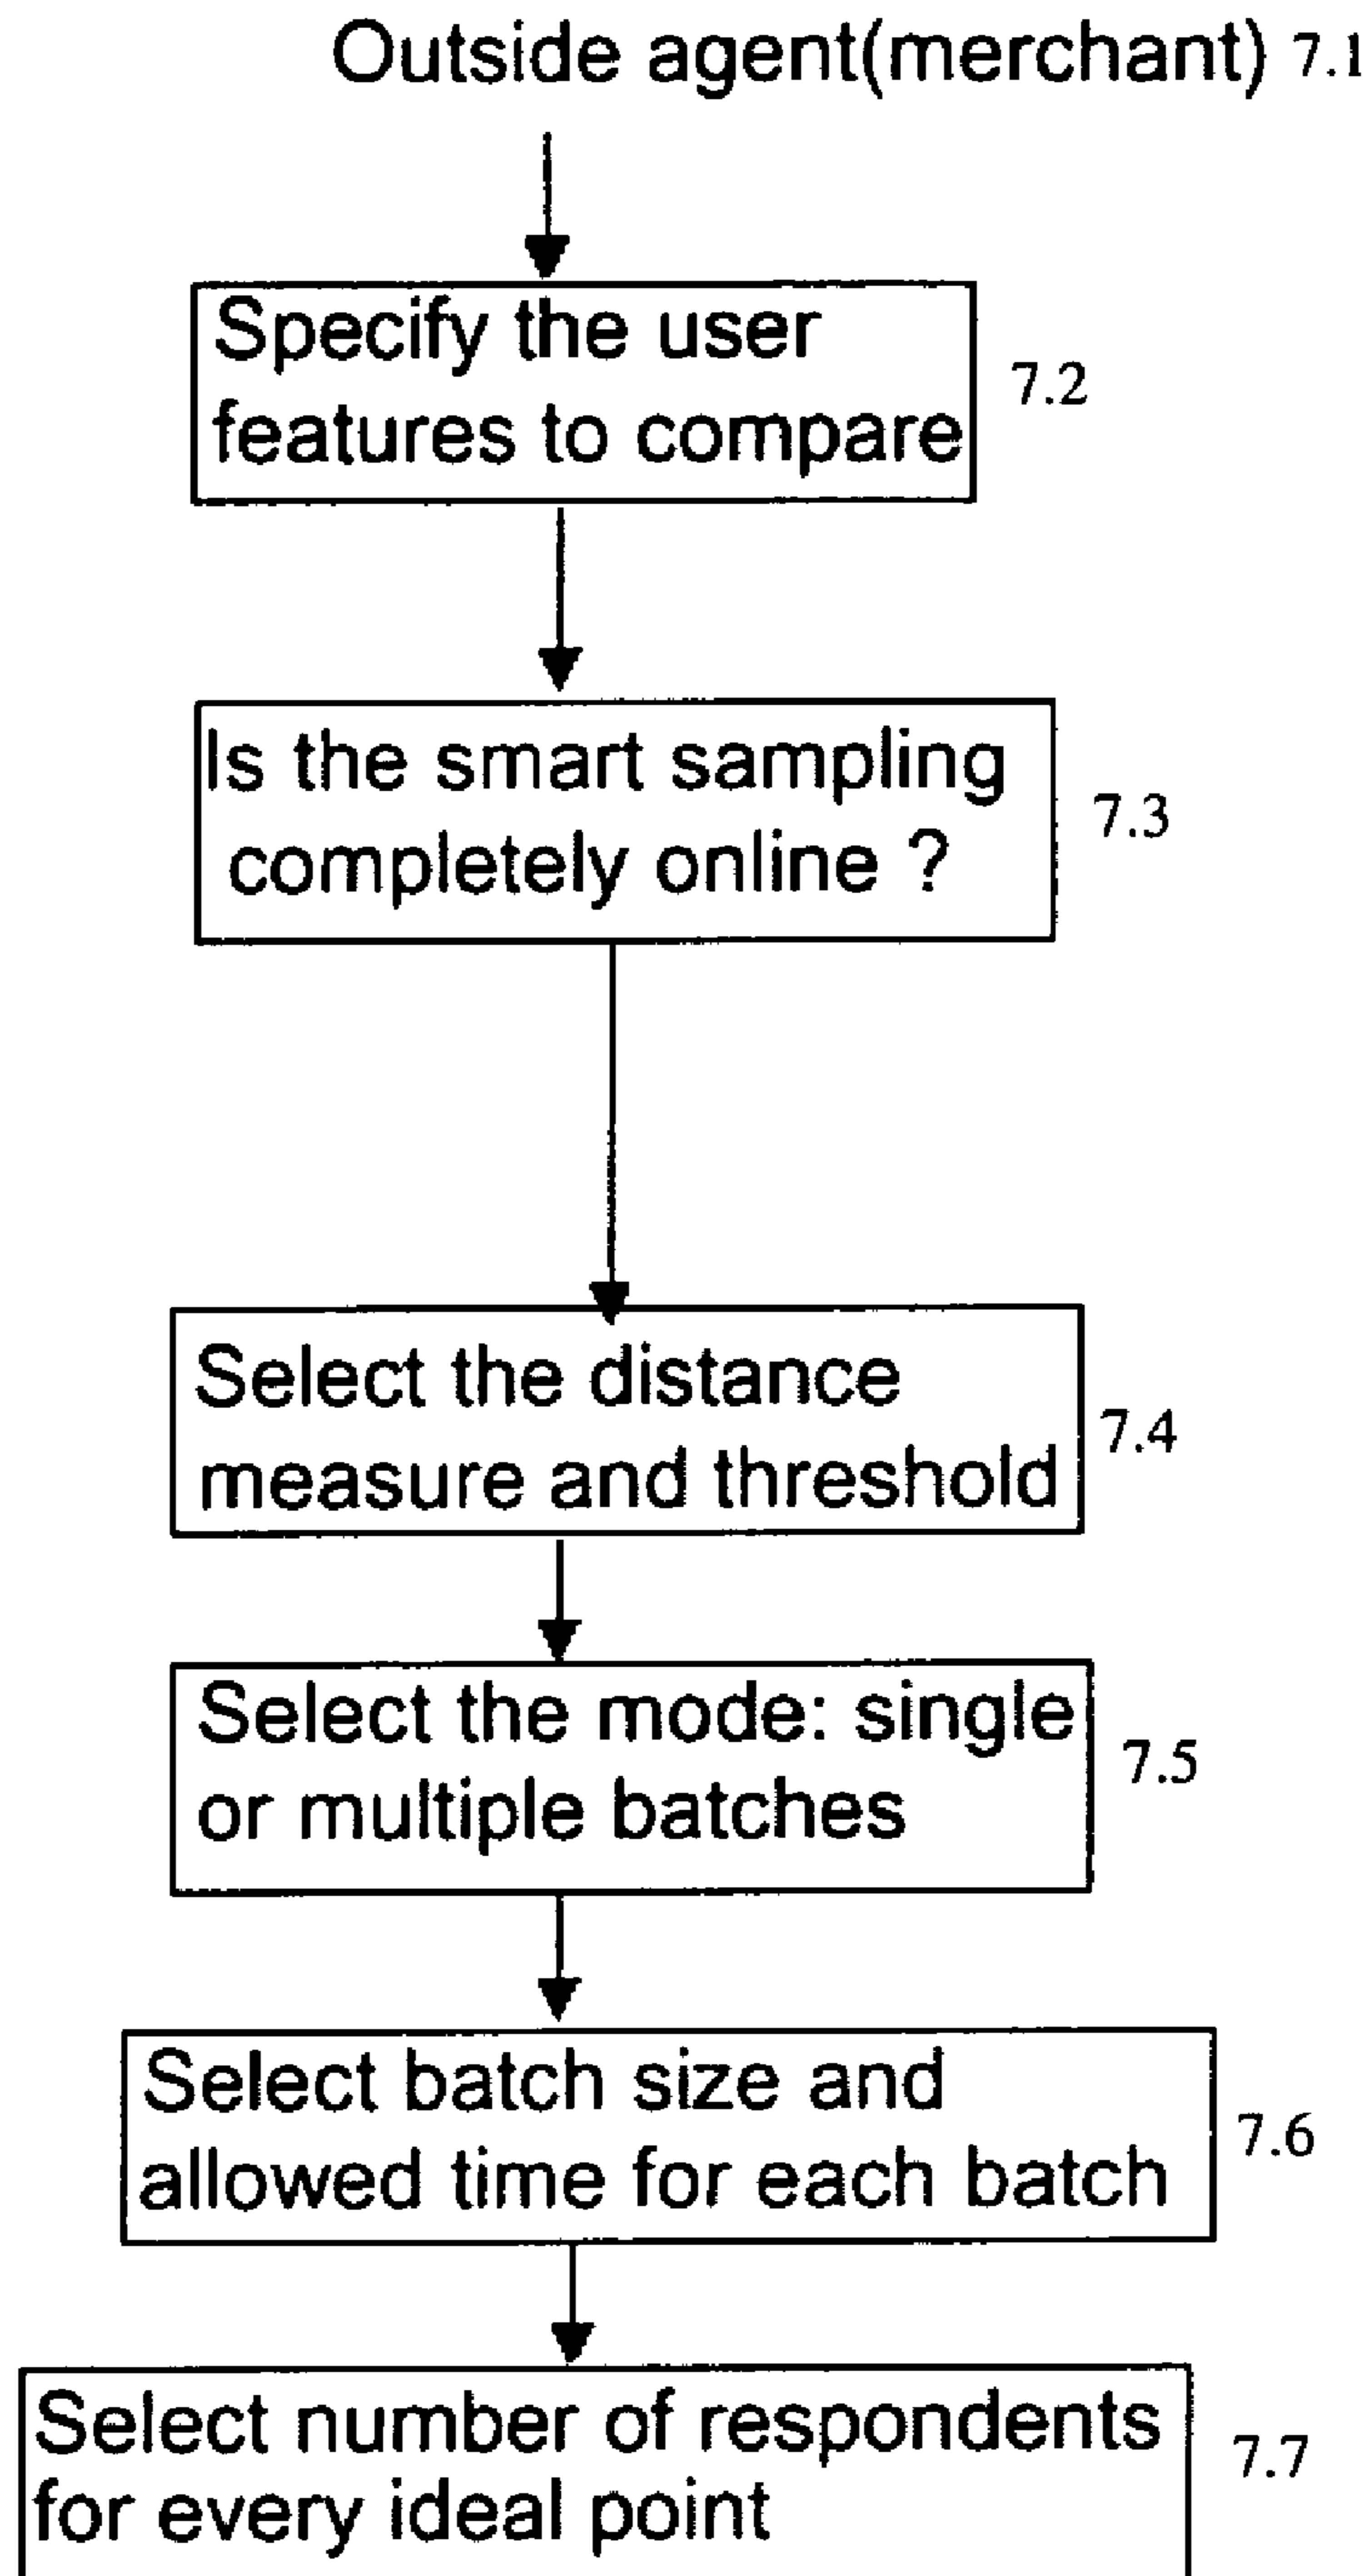 Outside agent(merchant) 7.1
Specify the user
features to compare
7.2
Is the smart sampling
completely online ?
7.3
Select the distance
measure and threshold
7.4
Select the mode: single
or multiple batches
7.5
Select batch size and
allowed time for each batch
7.6
Select number of respondents
for every ideal point
7.7